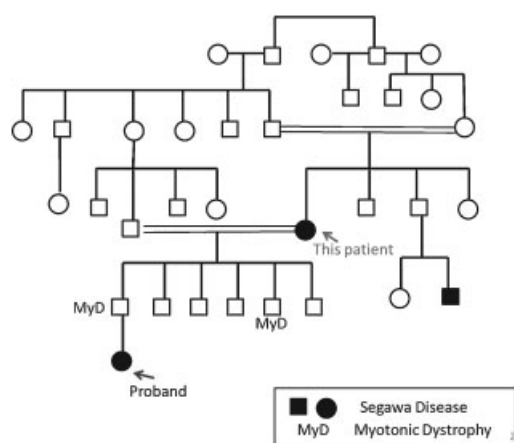 This patient
MyD
MyD
Proband
Segawa Disease
MyD Myotonic Dystrophy